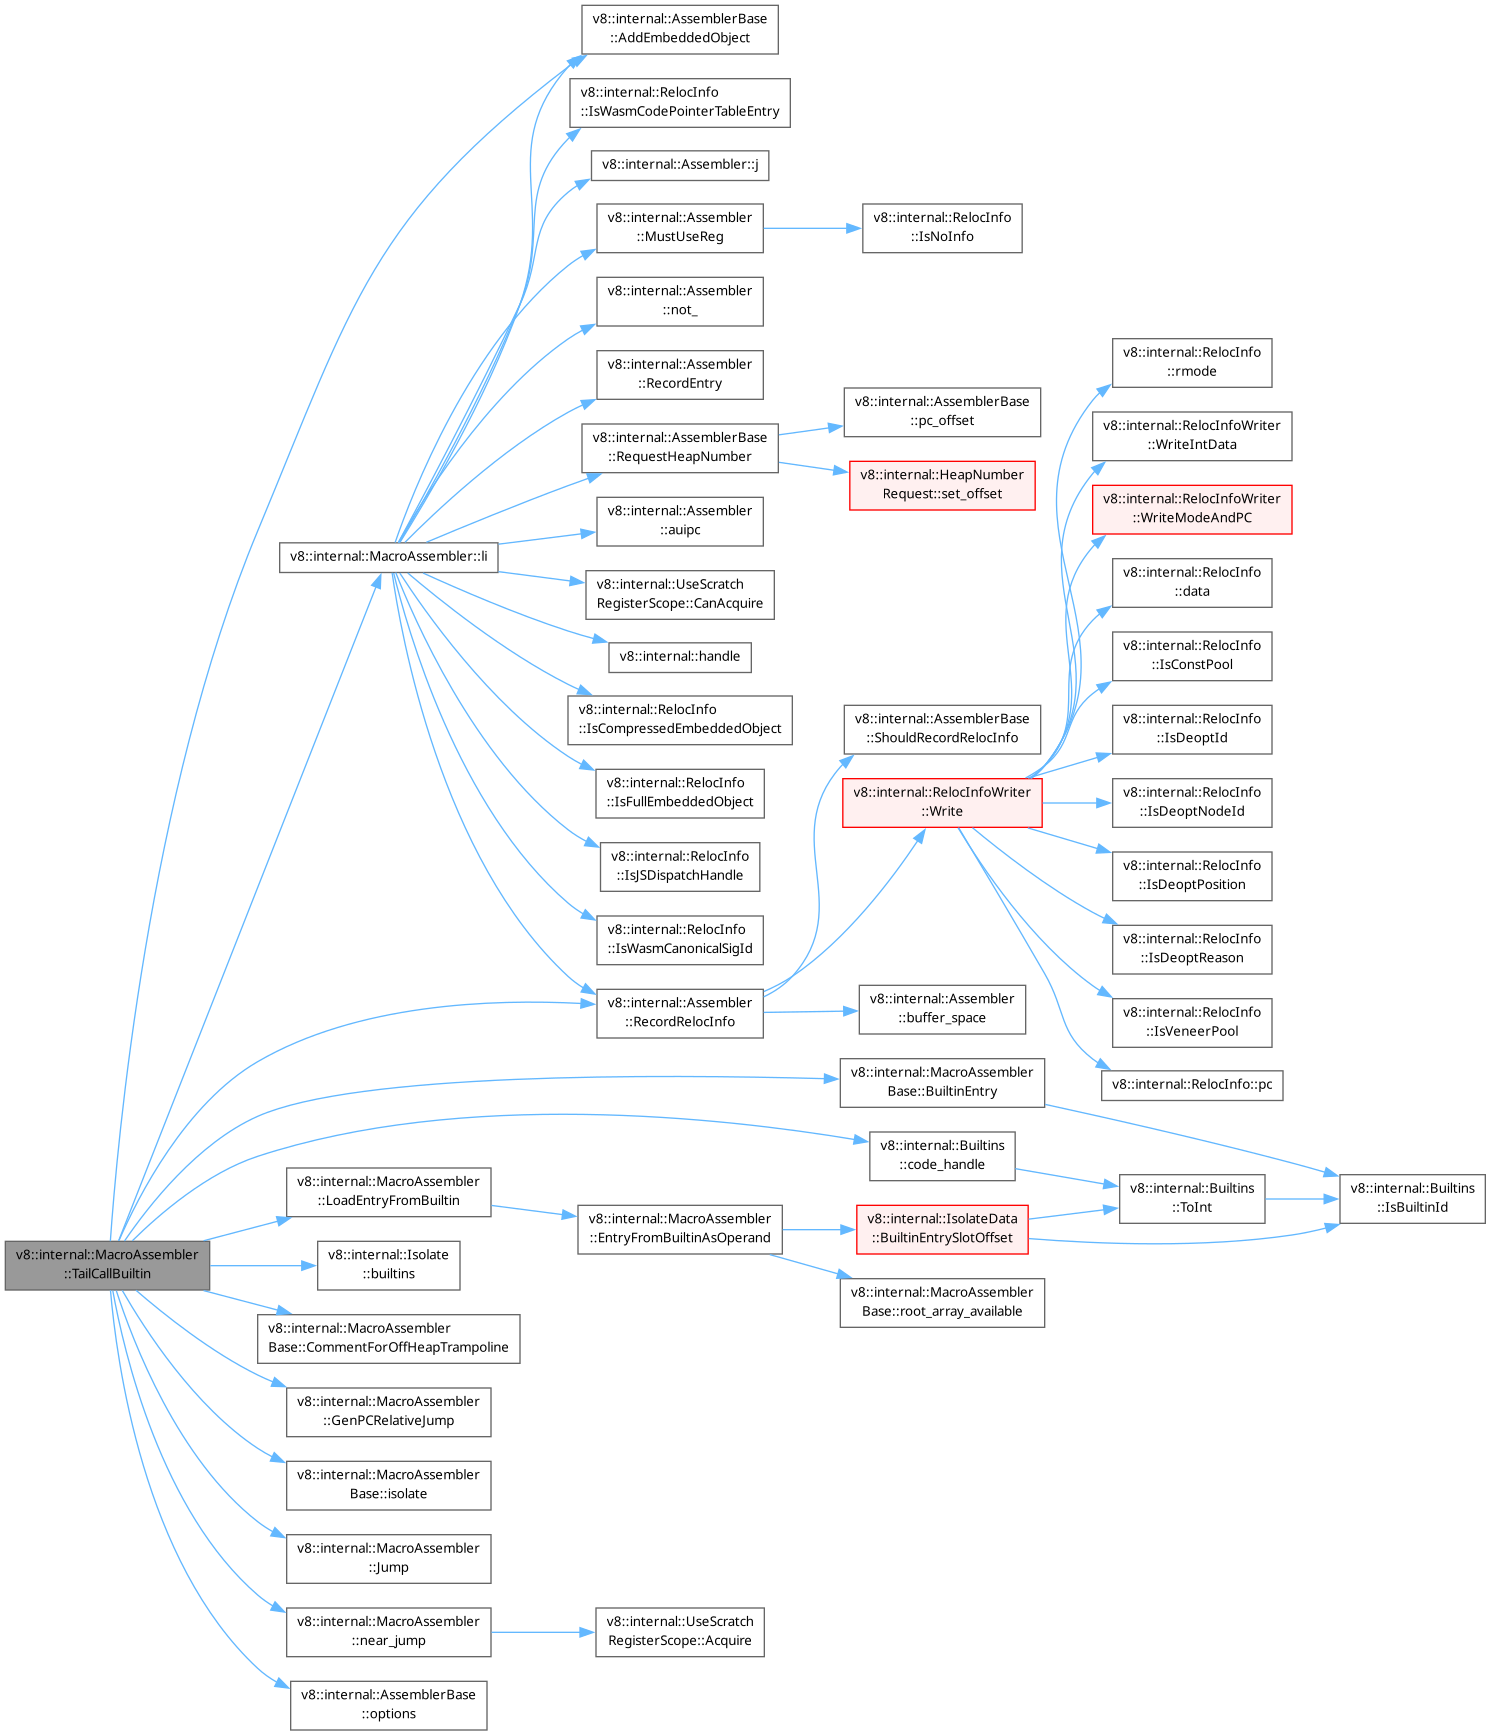 v8::internal::MacroAssembler
::TailCallBuiltin
v8::internal::AssemblerBase
::AddEmbeddedObject
v8::internal::RelocInfo
::IsWasmCodePointerTableEntry
v8::internal::Assembler::j
v8::internal::Assembler
::MustUseReg
v8::internal::RelocInfo
::IsNoInfo
v8::internal::Assembler
::not_
v8::internal::Assembler
::RecordEntry
v8::internal::AssemblerBase
::RequestHeapNumber
v8::internal::AssemblerBase
::pc_offset
v8::internal::HeapNumber
Request::set_offset
v8::internal::MacroAssembler::li
v8::internal::Assembler
::auipc
v8::internal::UseScratch
RegisterScope::CanAcquire
v8::internal::handle
v8::internal::RelocInfo
::IsCompressedEmbeddedObject
v8::internal::RelocInfo
::IsFullEmbeddedObject
v8::internal::RelocInfo
::IsJSDispatchHandle
v8::internal::RelocInfo
::IsWasmCanonicalSigId
v8::internal::Assembler
::RecordRelocInfo
v8::internal::AssemblerBase
::ShouldRecordRelocInfo
v8::internal::RelocInfoWriter
::Write
v8::internal::Assembler
::buffer_space
v8::internal::RelocInfo
::rmode
v8::internal::RelocInfoWriter
::WriteIntData
v8::internal::RelocInfoWriter
::WriteModeAndPC
v8::internal::RelocInfo
::data
v8::internal::RelocInfo
::IsConstPool
v8::internal::RelocInfo
::IsDeoptId
v8::internal::RelocInfo
::IsDeoptNodeId
v8::internal::RelocInfo
::IsDeoptPosition
v8::internal::RelocInfo
::IsDeoptReason
v8::internal::RelocInfo
::IsVeneerPool
v8::internal::RelocInfo::pc
v8::internal::MacroAssembler
Base::BuiltinEntry
v8::internal::Builtins
::code_handle
v8::internal::MacroAssembler
::LoadEntryFromBuiltin
v8::internal::MacroAssembler
::EntryFromBuiltinAsOperand
v8::internal::IsolateData
::BuiltinEntrySlotOffset
v8::internal::Builtins
::ToInt
v8::internal::Builtins
::IsBuiltinId
v8::internal::MacroAssembler
Base::root_array_available
v8::internal::Isolate
::builtins
v8::internal::MacroAssembler
Base::CommentForOffHeapTrampoline
v8::internal::MacroAssembler
::GenPCRelativeJump
v8::internal::MacroAssembler
Base::isolate
v8::internal::MacroAssembler
::Jump
v8::internal::MacroAssembler
::near_jump
v8::internal::UseScratch
RegisterScope::Acquire
v8::internal::AssemblerBase
::options